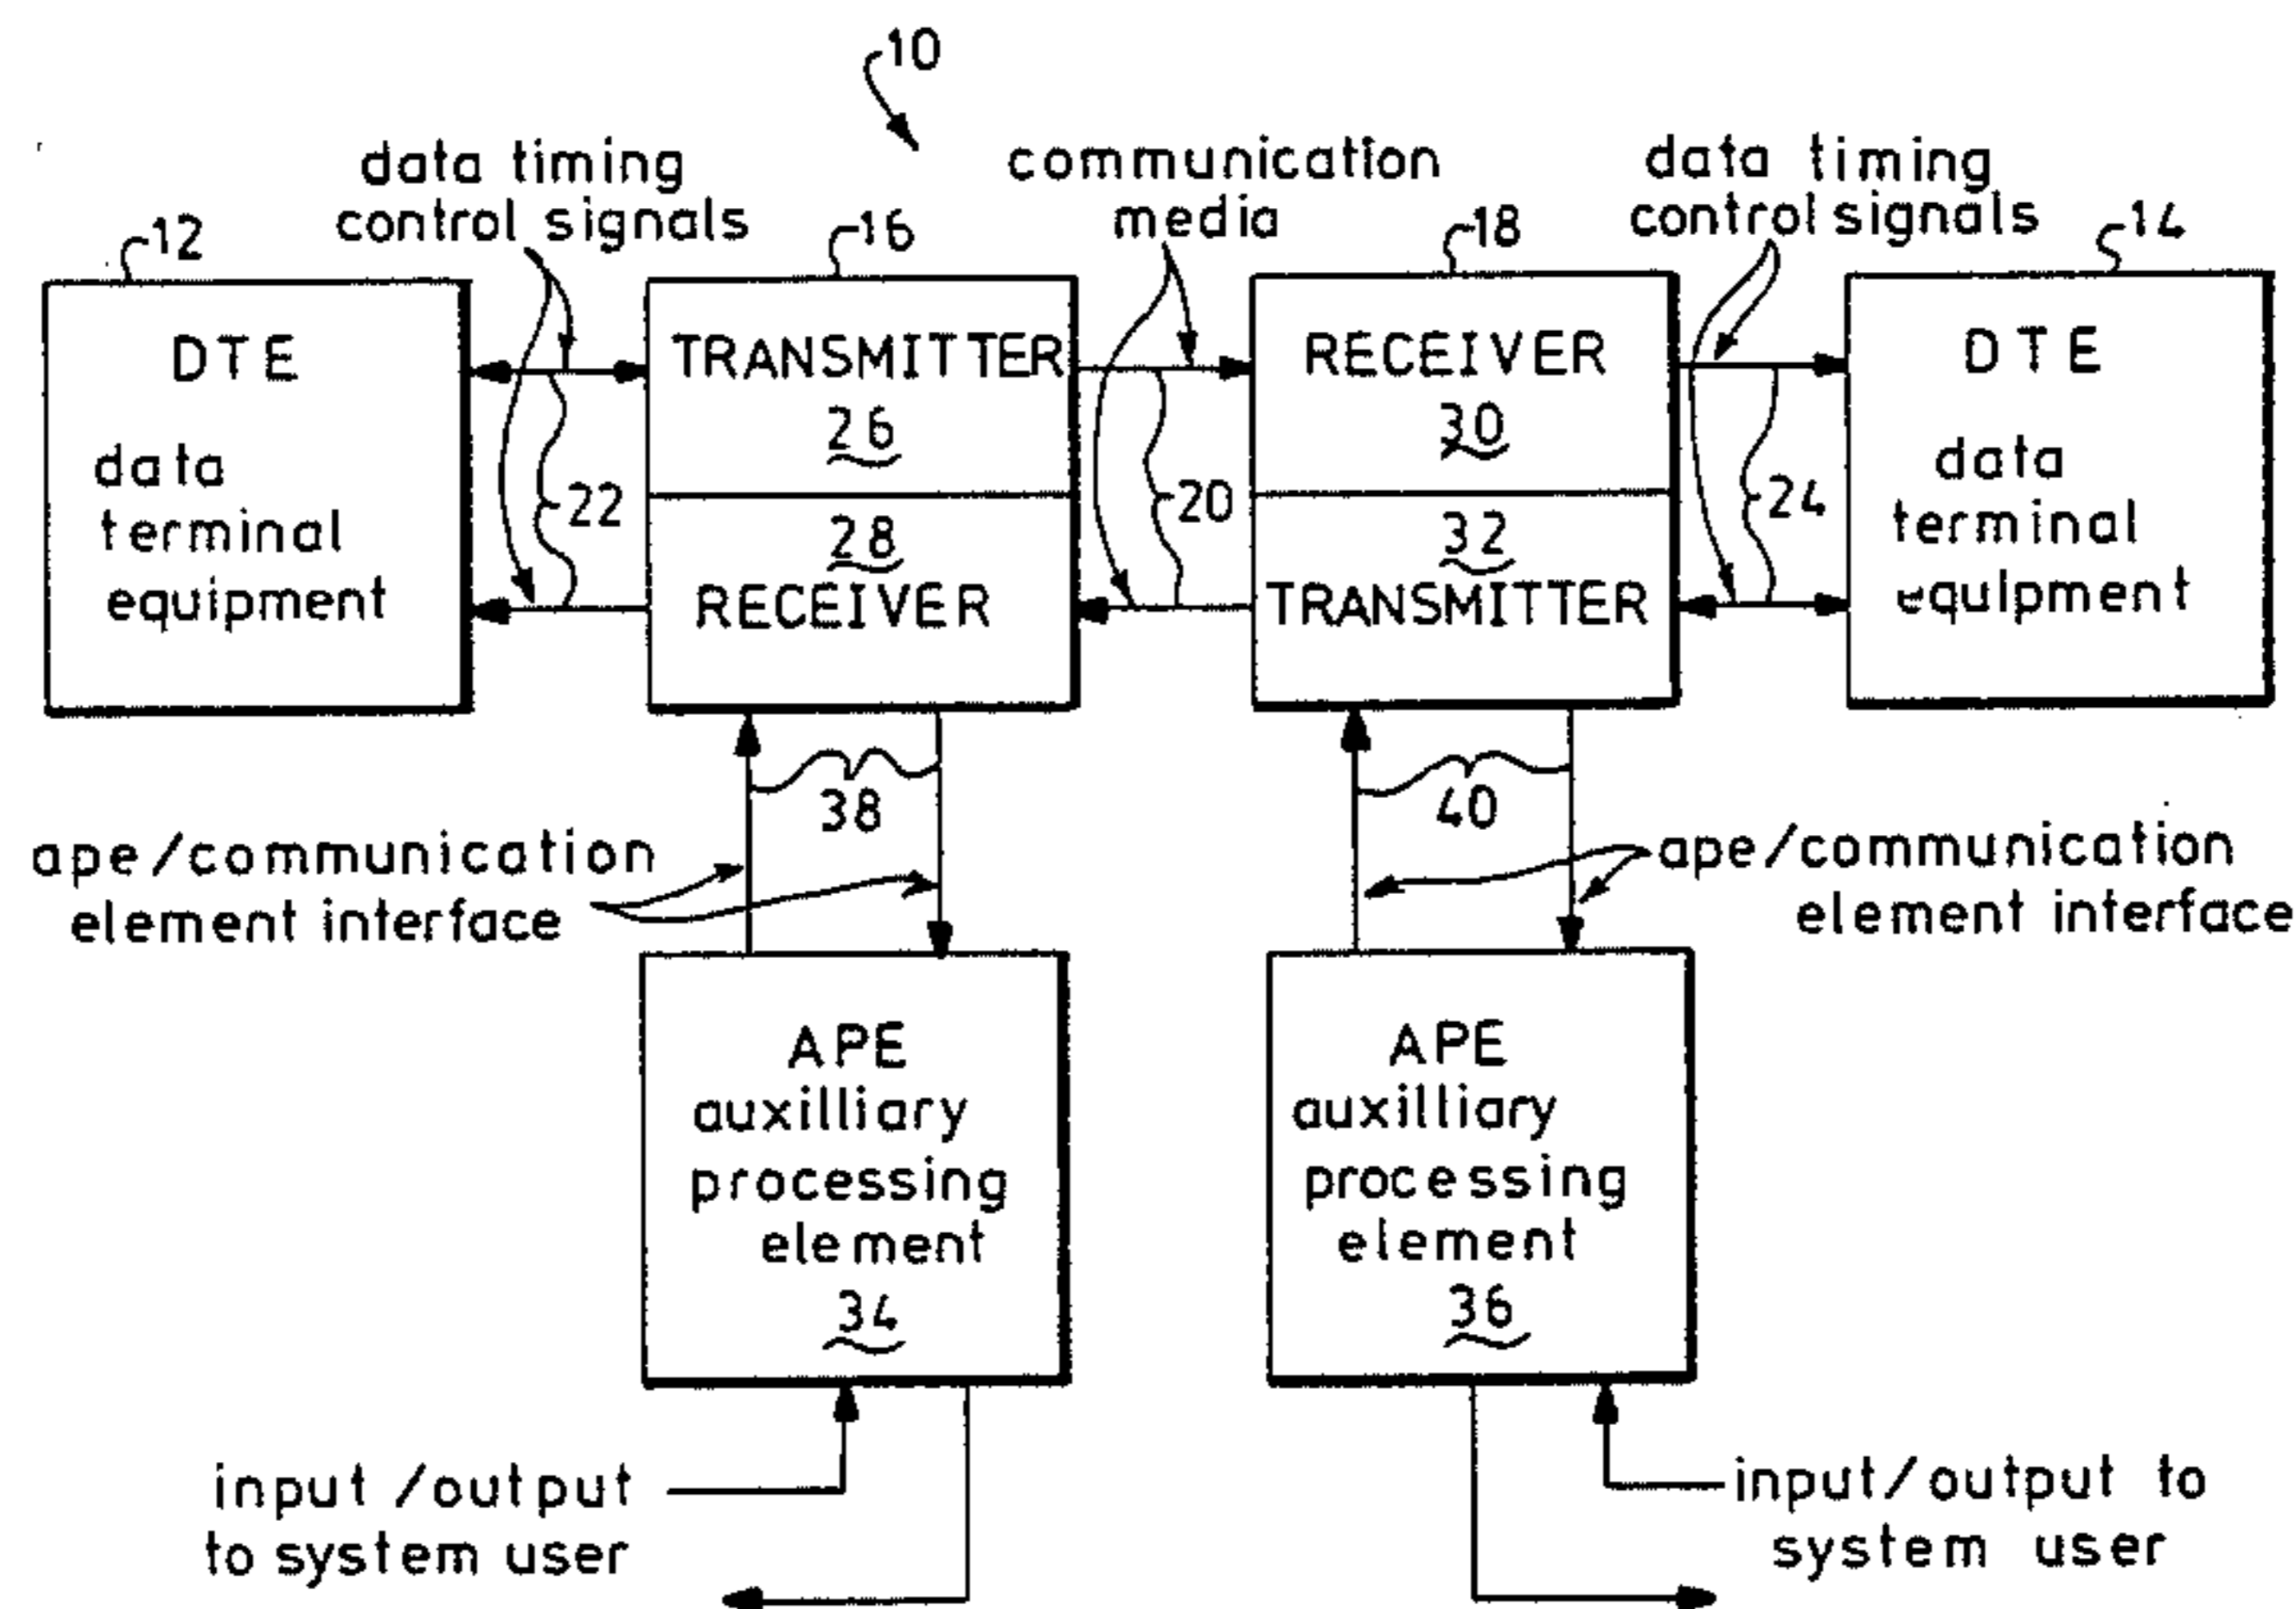 10
data timing
control signals
communication
media
data timing
control signals
12
16
18
14
DTE
data
terminal
equipment
22
TRANSMITTER
26
28
RECEIVER
20
RECEIVER
30
32
TRANSMITTER
24
DTE
data
terminal
equipment
38
40
ape/communication
element interface
ape/communication
element interface
APE
auxilliary
processing
element
34
APE
auxilliary
processing
element
36
input/output
to system user
input/output to
system user